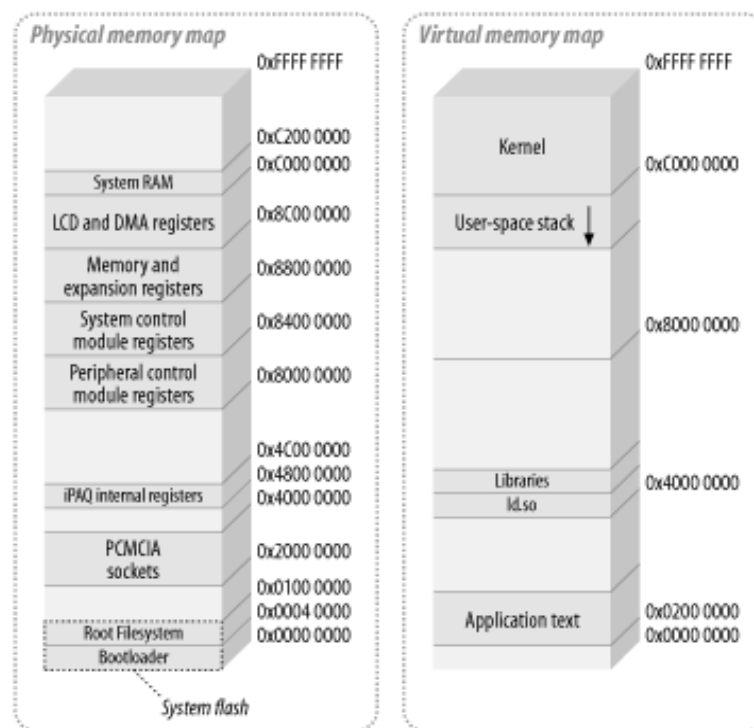 Physical memory map
0xFFFF FFFF
0xC200 0000
0xC000 0000
System RAM
LCD and DMA registers
0x8C00 0000
Memory and
expansion registers
0x8800 0000
System control
module registers
0x8400 0000
Peripheral control
module registers
0x8000 0000
0x4C00 0000
0x4800 0000
iPAQ internal registers
0x4000 0000
PCMCIA
sockets
0x2000 0000
0x0100 0000
0x0004 0000
Root Filesystem
0x0000 0000
Bootloader
System flash
Virtual memory map
0xFFFF FFFF
Kernel
0xC000 0000
User-space stack
0x8000 0000
Libraries
0x4000 0000
ld.so
Application text
0x0200 0000
0x0000 0000